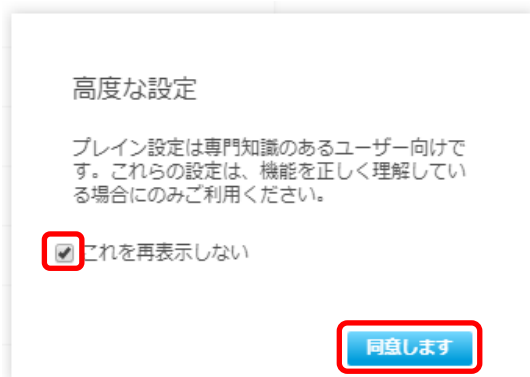 高度な設定
プレイン設定は専門知識のあるユーザー向けで
す。これらの設定は、機能を正しく理解してい
る場合にのみご利用ください。
これを再表示しない
同意します